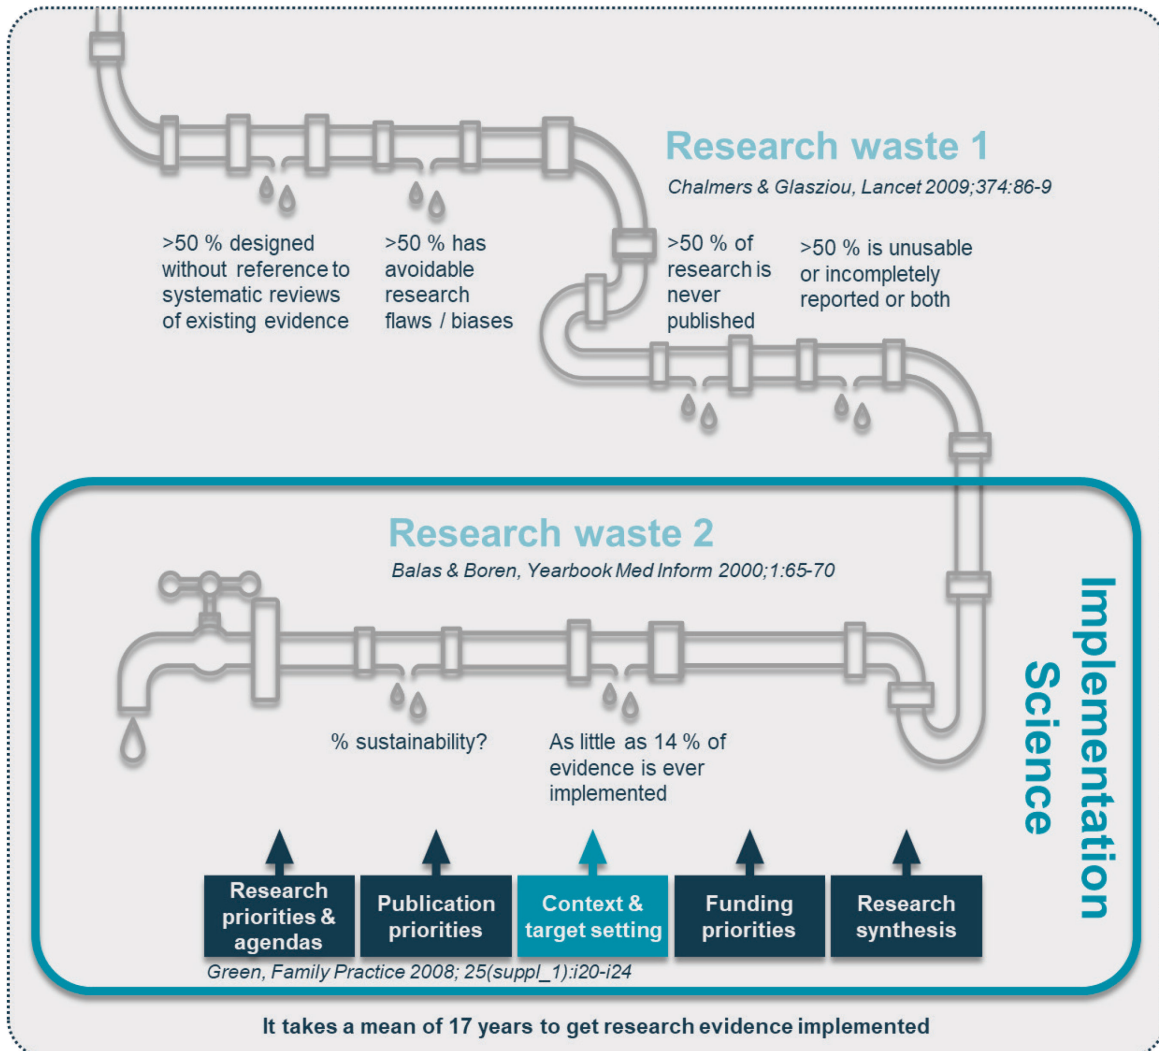 Research waste 1
Chalmers & Glasziou, Lancet 2009;374:86-9
>50 % designed
without reference to
systematic reviews
of existing evidence
>50 % has
avoidable
research
flaws / biases
>50 % of
research is
never
published
>50 % is unusable
or incompletely
reported or both
Research waste 2
Balas & Boren, Yearbook Med Inform 2000;1:65-70
% sustainability?
As little as 14 % of
evidence is ever
implemented
Implementation
Science
Research
priorities &
agendas
Publication
priorities
Context &
target setting
Funding
priorities
Research
synthesis
Green, Family Practice 2008; 25(suppl_1):i20-i24
It takes a mean of 17 years to get research evidence implemented